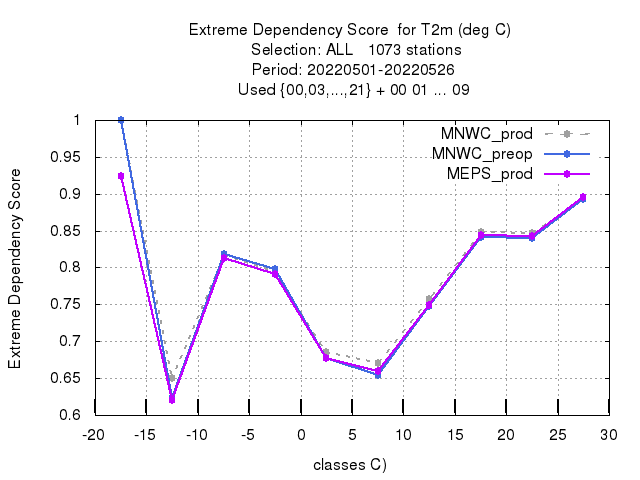 Extreme Dependency Score  for T2m (deg C)
Selection: ALL   1073 stations
Period: 20220501-20220526
Used {00,03,...,21} + 00 01 ... 09
MNWC_prod
MNWC_preop
MEPS_prod
Extreme Dependency Score
1
0.95
0.9
0.85
0.8
0.75
0.7
0.65
0.6
-20 -15 -10 -5 0 5 10 15 20 25 30
classes C)